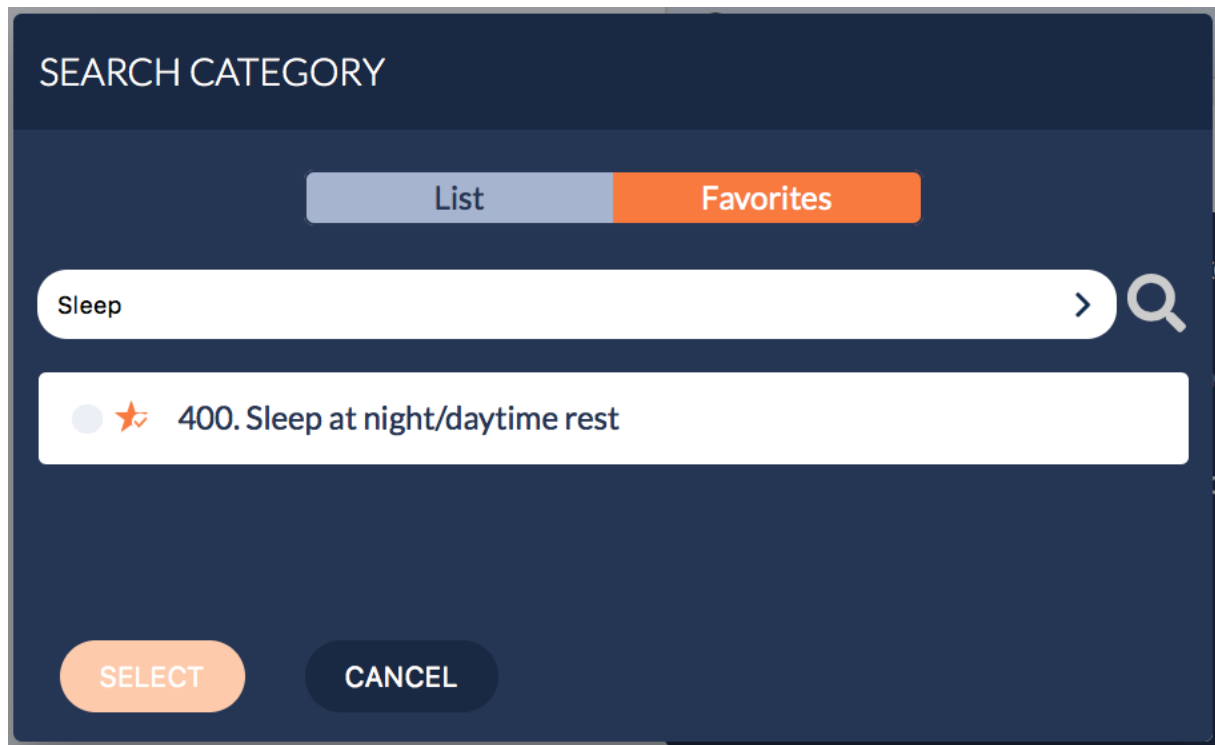 SEARCH CATEGORY
List Favorites
Sleep
400. Sleep at night/daytime rest
SELECT CANCEL